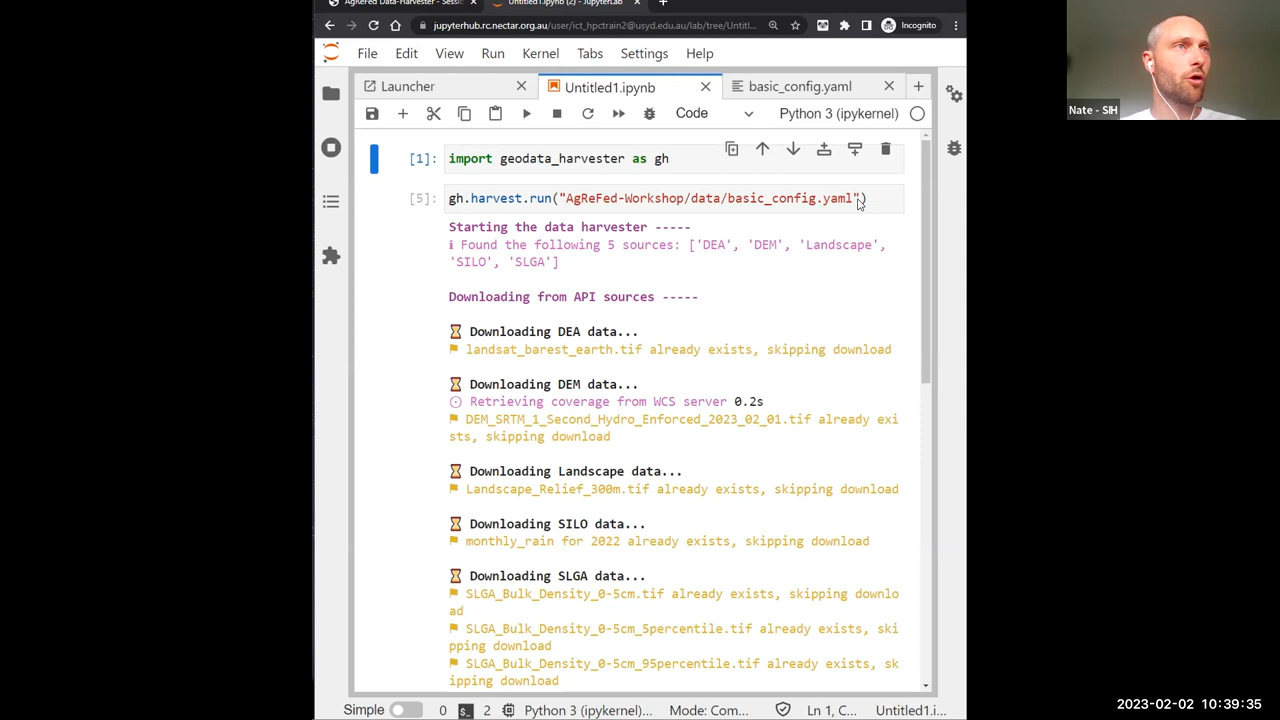 AgReFed Data-Harvester - Sessi
Untitled1.ipynb (2) - JupyterLab
jupyterhub.rc.nectar.org.au/user/ict_hpctrain2@usyd.edu.au/lab/tree/Untitl...
Incognito
File Edit View Run Kernel Tabs Settings Help
Launcher
Untitled1.ipynb
basic_config.yaml
Code
Python 3 (ipykernel)
[1]: import geodata_harvester as gh
[5]: gh.harvest.run("AgReFed-Workshop/data/basic_config.yaml")
Starting the data harvester -----
ℹ Found the following 5 sources: ['DEA', 'DEM', 'Landscape',
'SILO', 'SLGA']
Downloading from API sources -----
⌛ Downloading DEA data...
⚑ landsat_barest_earth.tif already exists, skipping download
⌛ Downloading DEM data...
⊙ Retrieving coverage from WCS server 0.2s
⚑ DEM_SRTM_1_Second_Hydro_Enforced_2023_02_01.tif already exi
sts, skipping download
⌛ Downloading Landscape data...
⚑ Landscape_Relief_300m.tif already exists, skipping download
⌛ Downloading SILO data...
⚑ monthly_rain for 2022 already exists, skipping download
⌛ Downloading SLGA data...
⚑ SLGA_Bulk_Density_0-5cm.tif already exists, skipping downlo
ad
⚑ SLGA_Bulk_Density_0-5cm_5percentile.tif already exists, ski
pping download
⚑ SLGA_Bulk_Density_0-5cm_95percentile.tif already exists, sk
ipping download
Simple 0 $_ 2 Python 3 (ipykernel)... Mode: Com... Ln 1, C... Untitled1.i...
Nate - SIH
2023-02-02 10:39:35